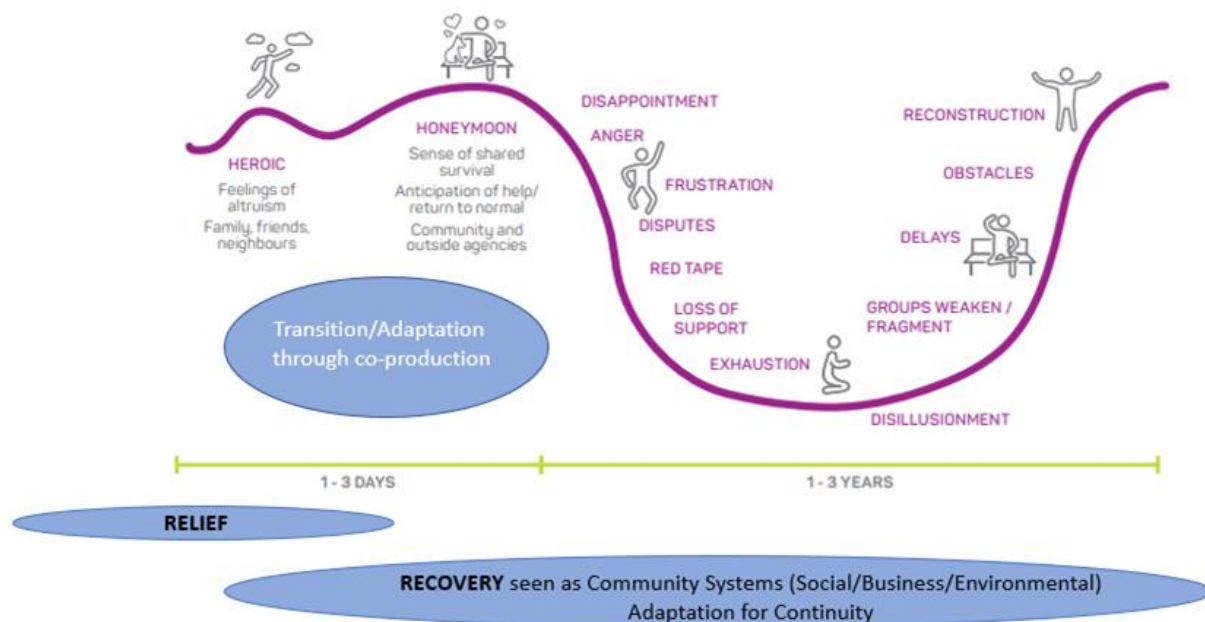 HEROIC
Feelings of
altruism
Family, friends,
neighbours
HONEYMOON
Sense of shared
survival
Anticipation of help/
return to normal
Community and
outside agencies
DISAPPOINTMENT
ANGER
FRUSTRATION
DISPUTES
RED TAPE
LOSS OF
SUPPORT
EXHAUSTION
DISILLUSIONMENT
GROUPS WEAKEN /
FRAGMENT
DELAYS
OBSTACLES
RECONSTRUCTION
Transition/Adaptation
through co-production
1 - 3 DAYS
1 - 3 YEARS
RELIEF
RECOVERY seen as Community Systems (Social/Business/Environmental)
Adaptation for Continuity